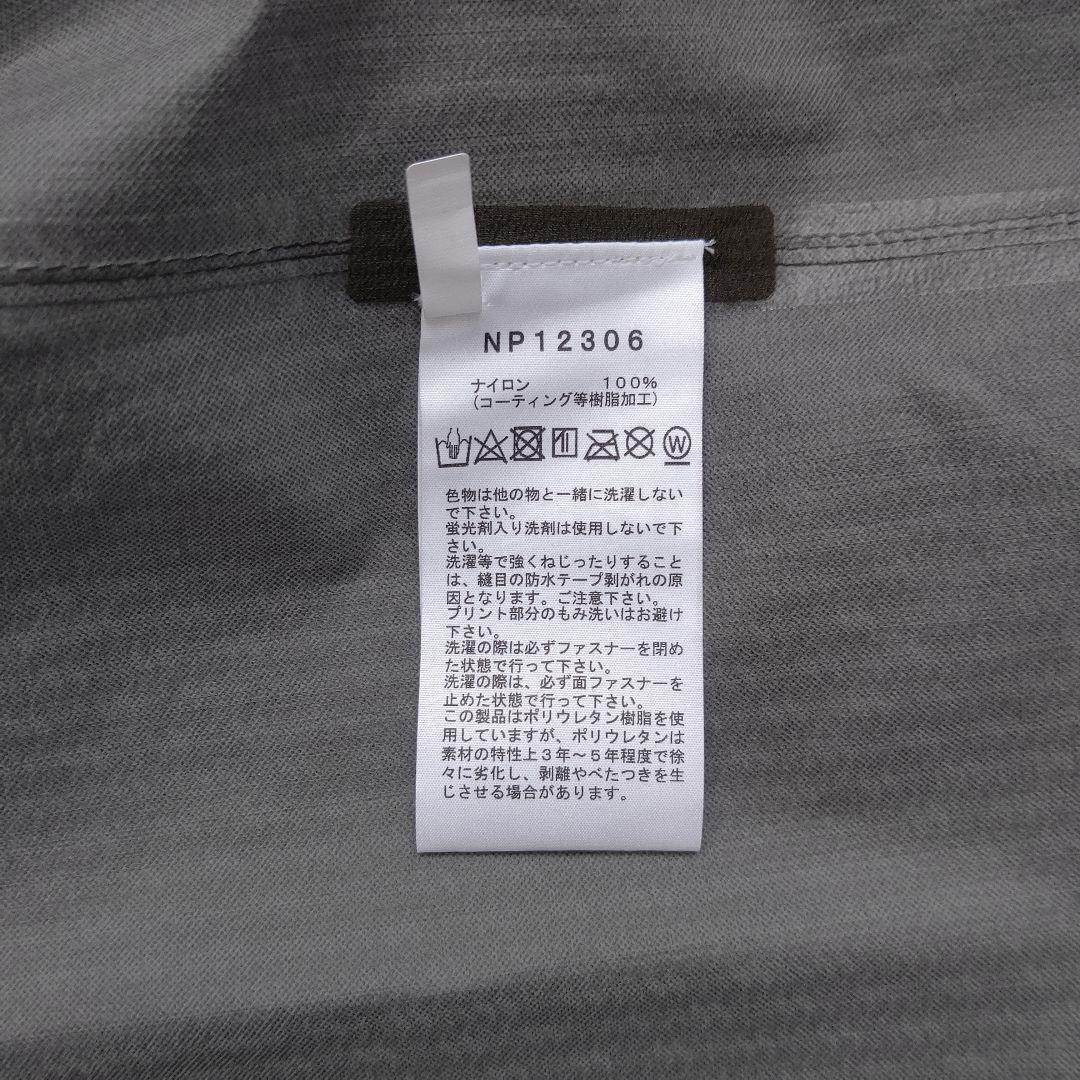 NP12306
ナイロン 100%
(コーティング等樹脂加工)
W
色物は他の物と一緒に洗濯しない
で下さい。
蛍光剤入り洗剤は使用しないで下
さい。
洗濯等で強くねじったりすること
は、縫目の防水テープ剥がれの原
因となります。ご注意下さい。
プリント部分のもみ洗いはお避け
下さい。
洗濯の際は必ずファスナーを閉め
た状態で行って下さい。
洗濯の際は、必ず面ファスナーを
止めた状態で行って下さい。
この製品はポリウレタン樹脂を使
用していますが、ポリウレタンは
素材の特性上3年～5年程度で徐
々に劣化し、剥離やべたつきを生
じさせる場合があります。